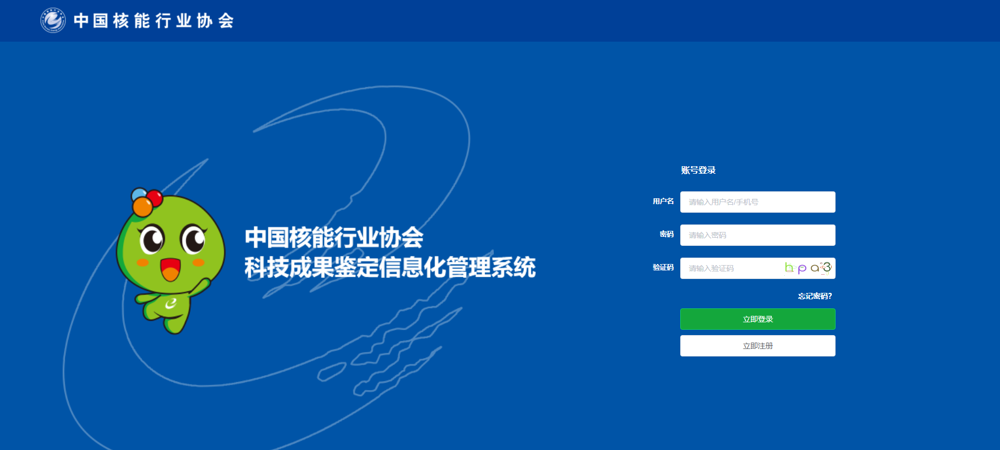 中国核能行业协会
中国核能行业协会
科技成果鉴定信息化管理系统
账号登录
用户名 请输入用户名/手机号
密码 请输入密码
验证码 请输入验证码
忘记密码?
立即登录
立即注册